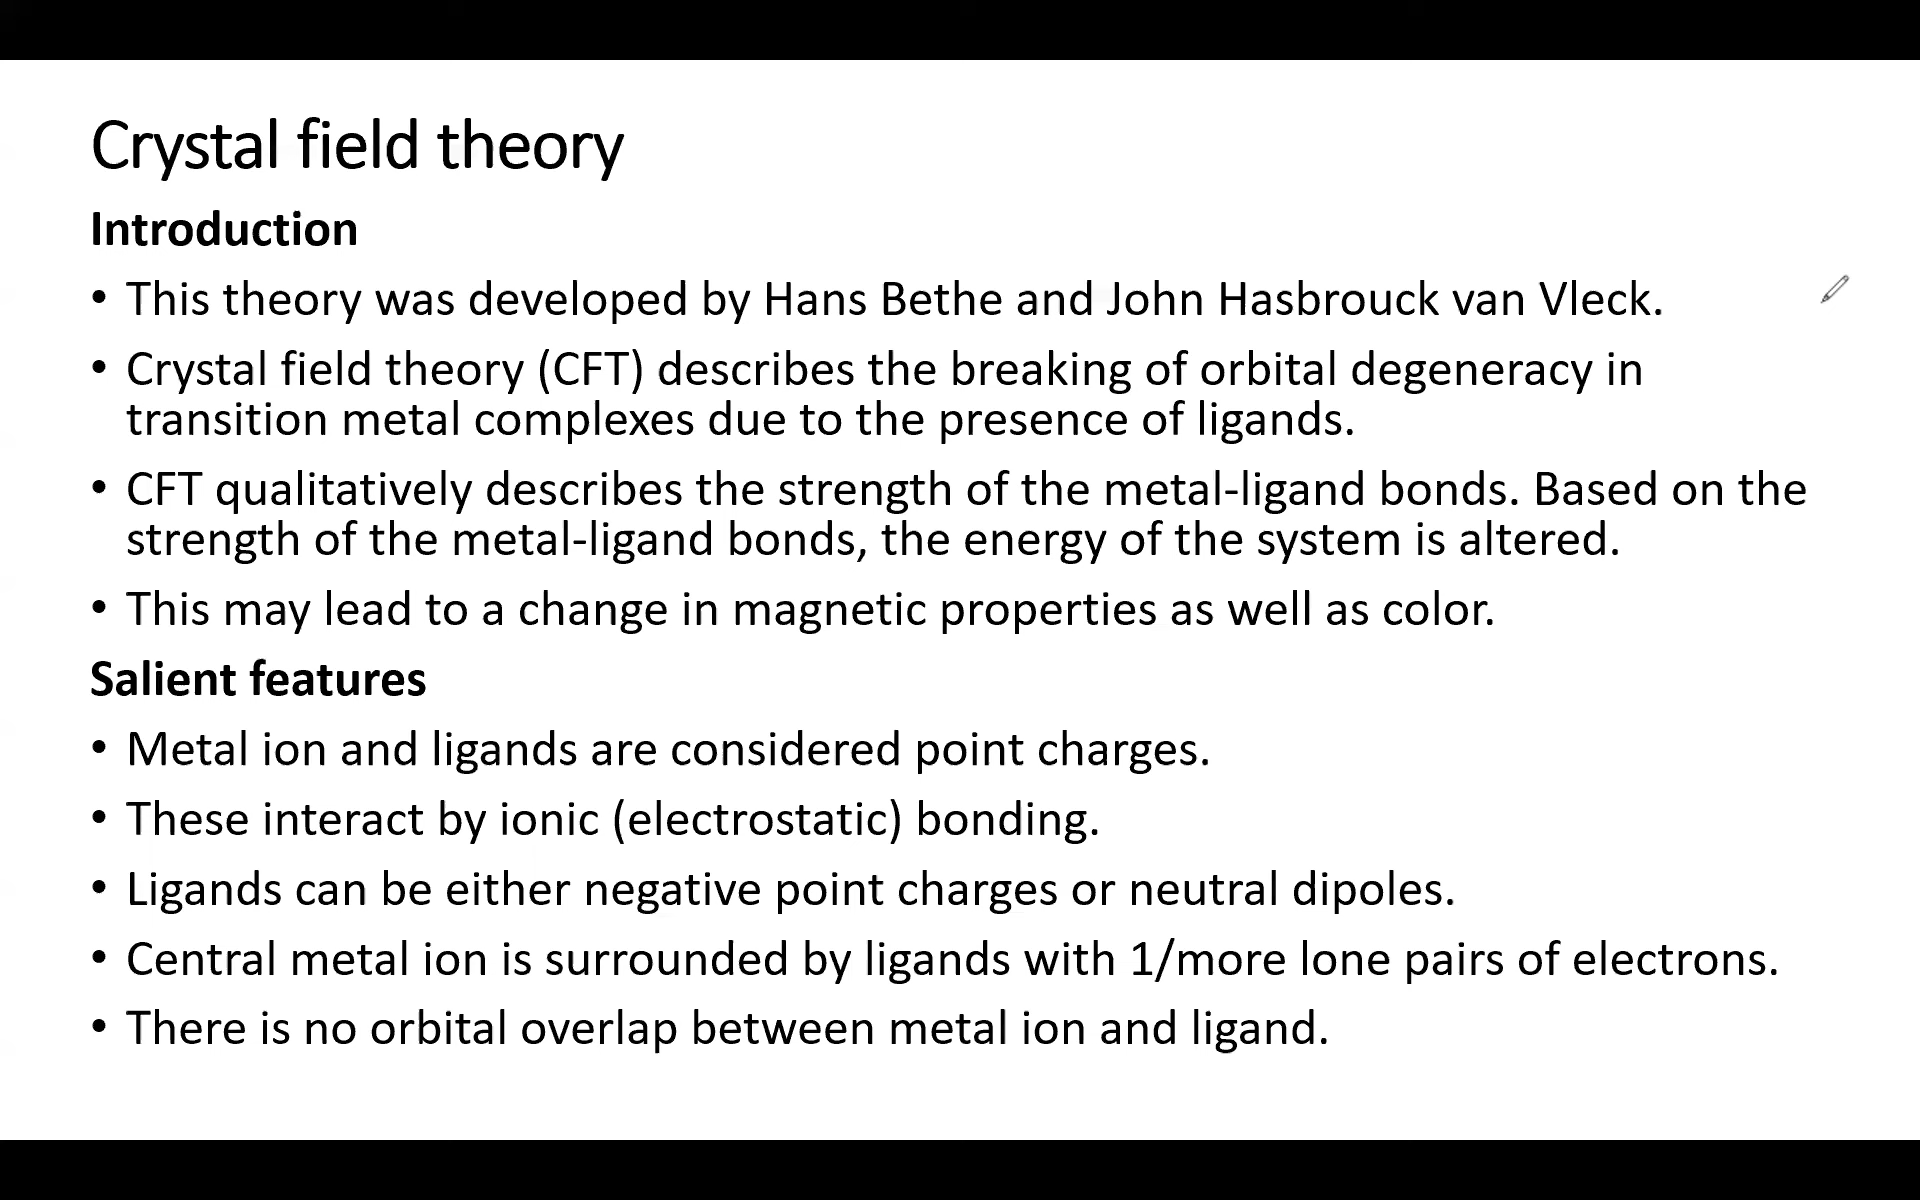 Crystal field theory
Introduction
• This theory was developed by Hans Bethe and John Hasbrouck van Vleck.
• Crystal field theory (CFT) describes the breaking of orbital degeneracy in
transition metal complexes due to the presence of ligands.
• CFT qualitatively describes the strength of the metal-ligand bonds. Based on the
strength of the metal-ligand bonds, the energy of the system is altered.
• This may lead to a change in magnetic properties as well as color.
Salient features
• Metal ion and ligands are considered point charges.
• These interact by ionic (electrostatic) bonding.
• Ligands can be either negative point charges or neutral dipoles.
• Central metal ion is surrounded by ligands with 1/more lone pairs of electrons.
• There is no orbital overlap between metal ion and ligand.